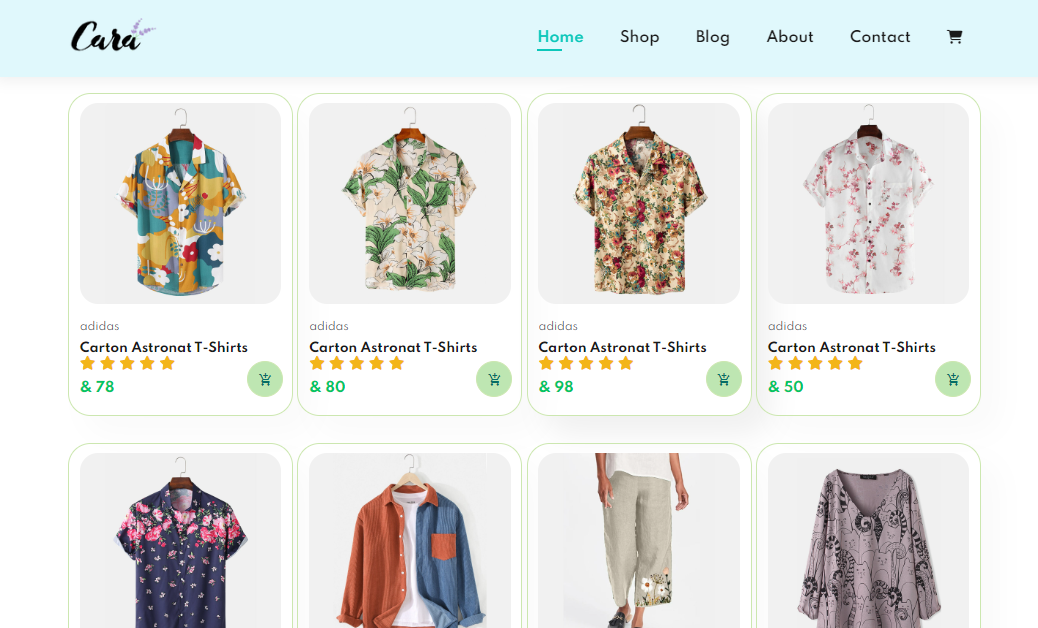 Cara
Home Shop Blog About Contact
adidas
Carton Astronat T-Shirts
& 78
adidas
Carton Astronat T-Shirts
& 80
adidas
Carton Astronat T-Shirts
& 98
adidas
Carton Astronat T-Shirts
& 50